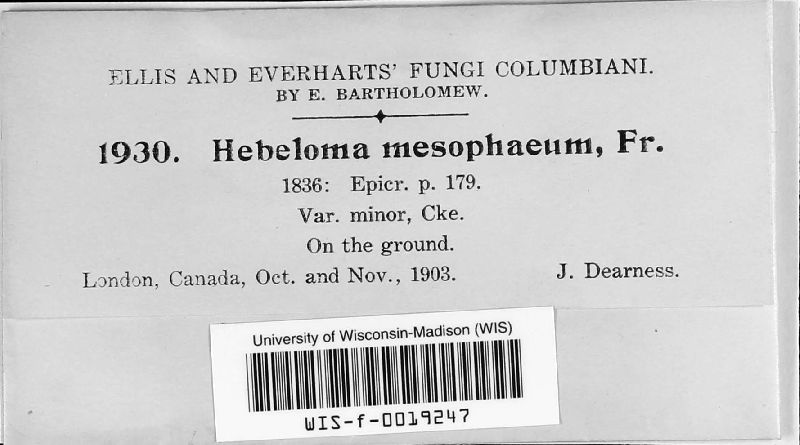 ELLIS AND EVERHARTS' FUNGI COLUMBIANI.
BY E. BARTHOLOMEW.
1930. Hebeloma mesophaeum, Fr.
1836: Epicr. p. 179.
Var. minor, Cke.
On the ground.
London, Canada, Oct. and Nov., 1903. J. Dearness.
University of Wisconsin-Madison (WIS)
WIS-f-0019247